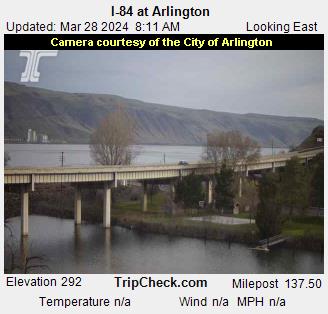 I-84 at Arlington
Updated: Mar 28 2024 8:11 AM Looking East
Camera courtesy of the City of Arlington
Elevation 292 TripCheck.com Milepost 137.50
Temperature n/a Wind n/a MPH n/a